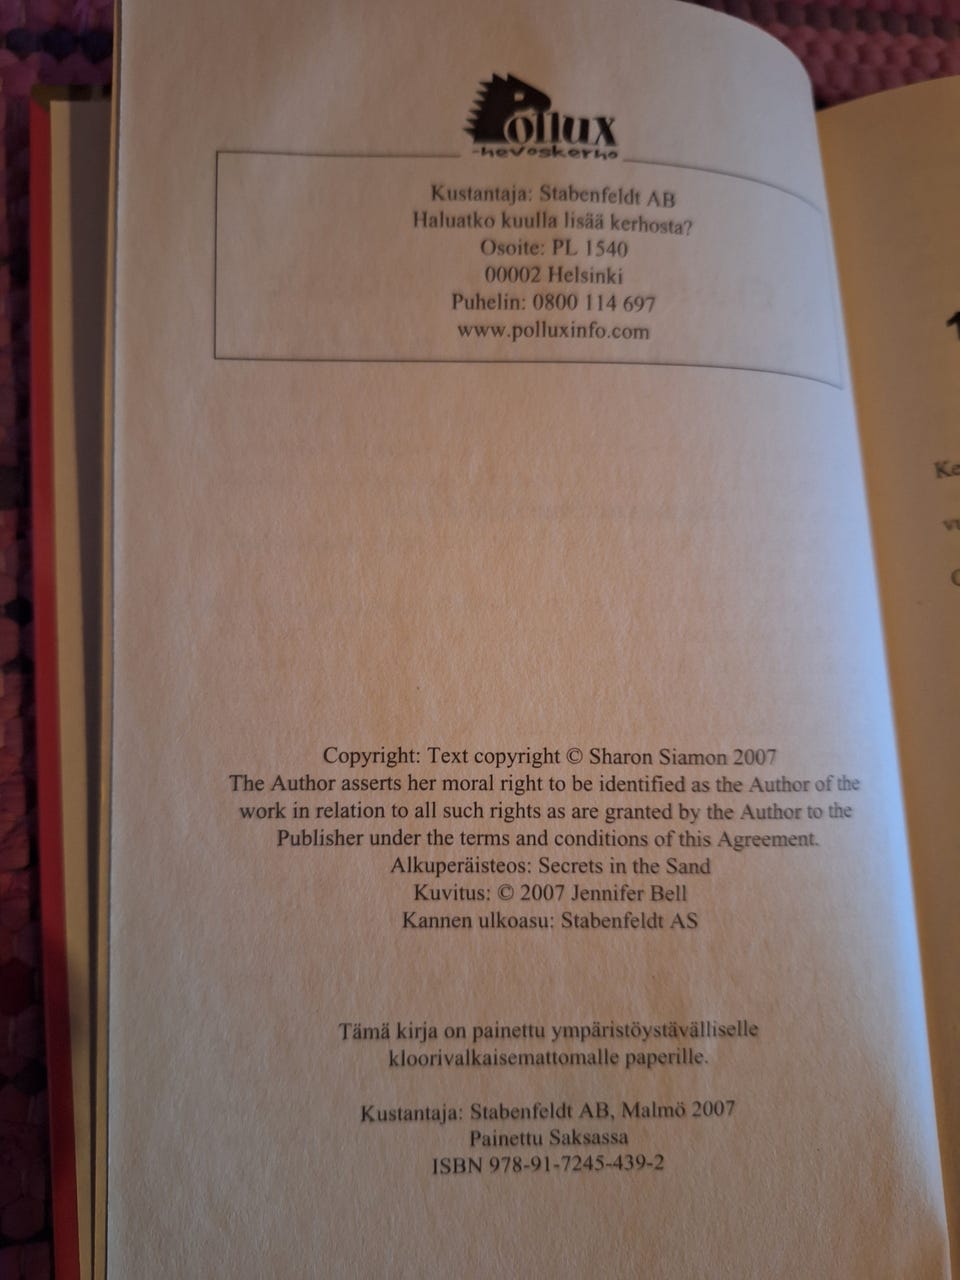 Pollux
-hevoskerho
Kustantaja: Stabenfeldt AB
Haluatko kuulla lisää kerhosta?
Osoite: PL 1540
00002 Helsinki
Puhelin: 0800 114 697
www.polluxinfo.com
Copyright: Text copyright © Sharon Siamon 2007
The Author asserts her moral right to be identified as the Author of the
work in relation to all such rights as are granted by the Author to the
Publisher under the terms and conditions of this Agreement.
Alkuperäisteos: Secrets in the Sand
Kuvitus: © 2007 Jennifer Bell
Kannen ulkoasu: Stabenfeldt AS
Tämä kirja on painettu ympäristöystävälliselle
kloorivalkaisemattomalle paperille.
Kustantaja: Stabenfeldt AB, Malmö 2007
Painettu Saksassa
ISBN 978-91-7245-439-2